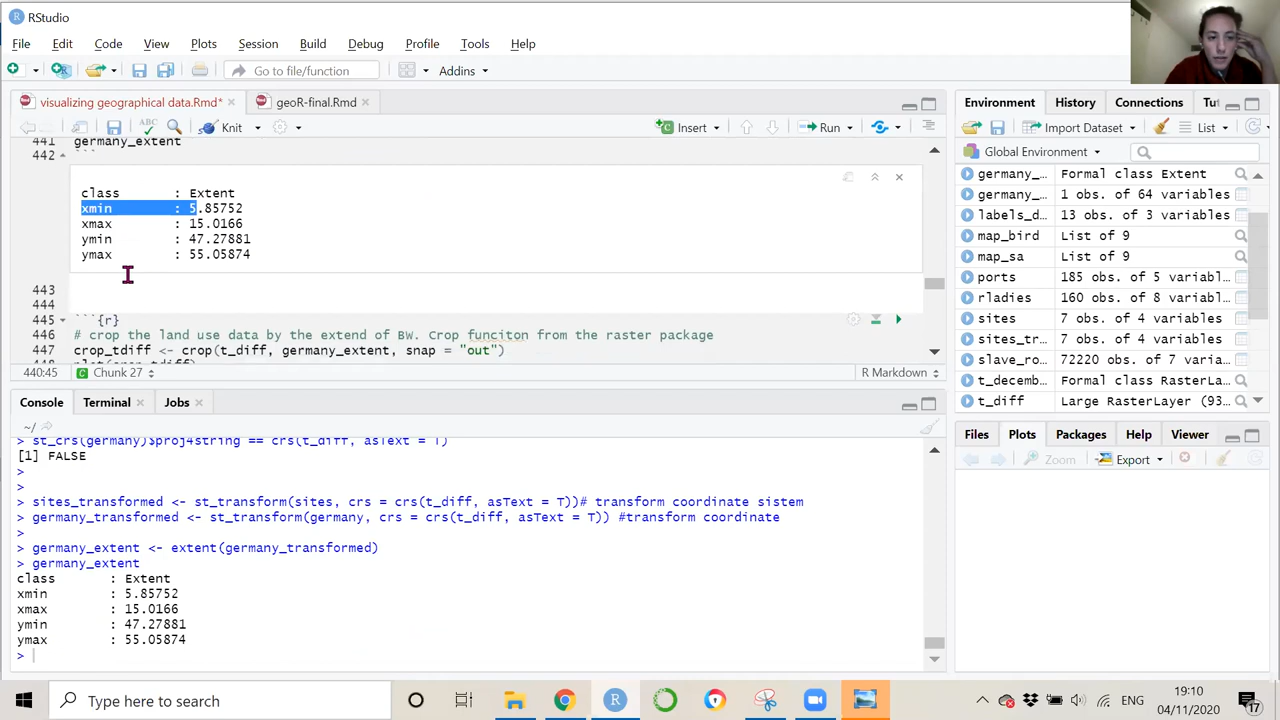 RStudio
File Edit Code View Plots Session Build Debug Profile Tools Help
Go to file/function Addins
visualizing geographical data.Rmd* geoR-final.Rmd
ABC Knit Insert Run
441 germany_extent
442 ```
class : Extent
xmin : 5.85752
xmax : 15.0166
ymin : 47.27881
ymax : 55.05874
443
444
445 ```{r}
446 # crop the land use data by the extend of BW. Crop funciton from the raster package
447 crop_tdiff <- crop(t_diff, germany_extent, snap = "out")
448 plot(crop_tdiff)
440:45 C Chunk 27 R Markdown
Console Terminal Jobs
~/
> st_crs(germany)$proj4string == crs(t_diff, asText = T)
[1] FALSE
>
>
> sites_transformed <- st_transform(sites, crs = crs(t_diff, asText = T))# transform coordinate sistem
> germany_transformed <- st_transform(germany, crs = crs(t_diff, asText = T)) #transform coordinate
>
> germany_extent <- extent(germany_transformed)
> germany_extent
class : Extent
xmin : 5.85752
xmax : 15.0166
ymin : 47.27881
ymax : 55.05874
>
Environment History Connections Tut
Import Dataset List
Global Environment
germany_… Formal class Extent
germany_… 1 obs. of 64 variabl…
labels_d… 13 obs. of 3 variabl…
map_bird List of 9
map_sa List of 9
ports 185 obs. of 5 variabl…
rladies 160 obs. of 8 variabl…
sites 7 obs. of 4 variables
sites_tr… 7 obs. of 4 variables
slave_ro… 72220 obs. of 7 varia…
t_decemb… Formal class RasterLa…
t_diff Large RasterLayer (93…
Files Plots Packages Help Viewer
Zoom Export
Type here to search
ENG
19:10
04/11/2020
17